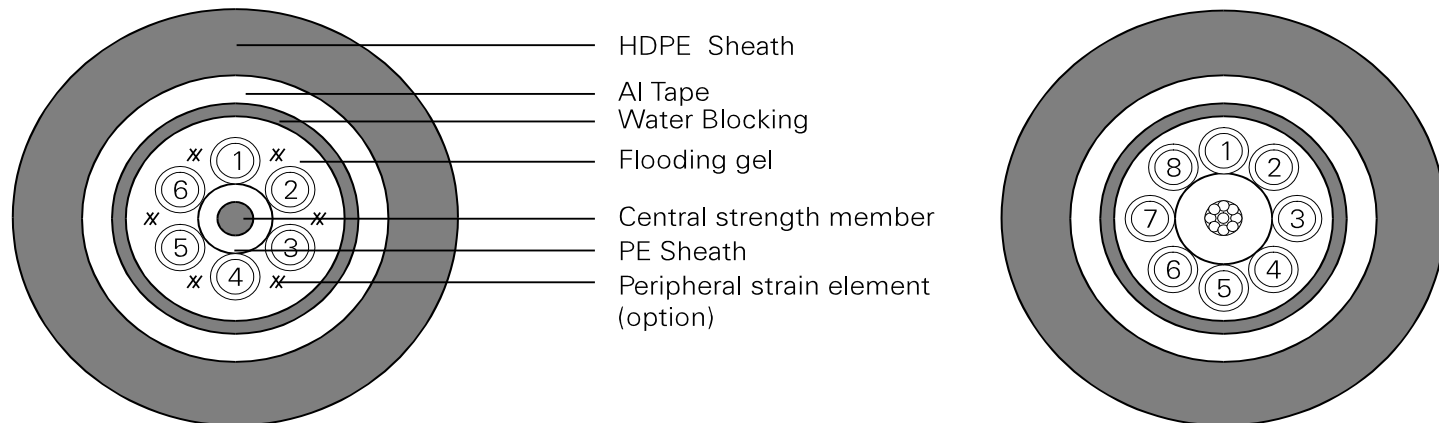 HDPE Sheath
Al Tape
Water Blocking
Flooding gel
Central strength member
PE Sheath
Peripheral strain element
(option)
1
2
3
4
5
6
1
2
3
4
5
6
7
8